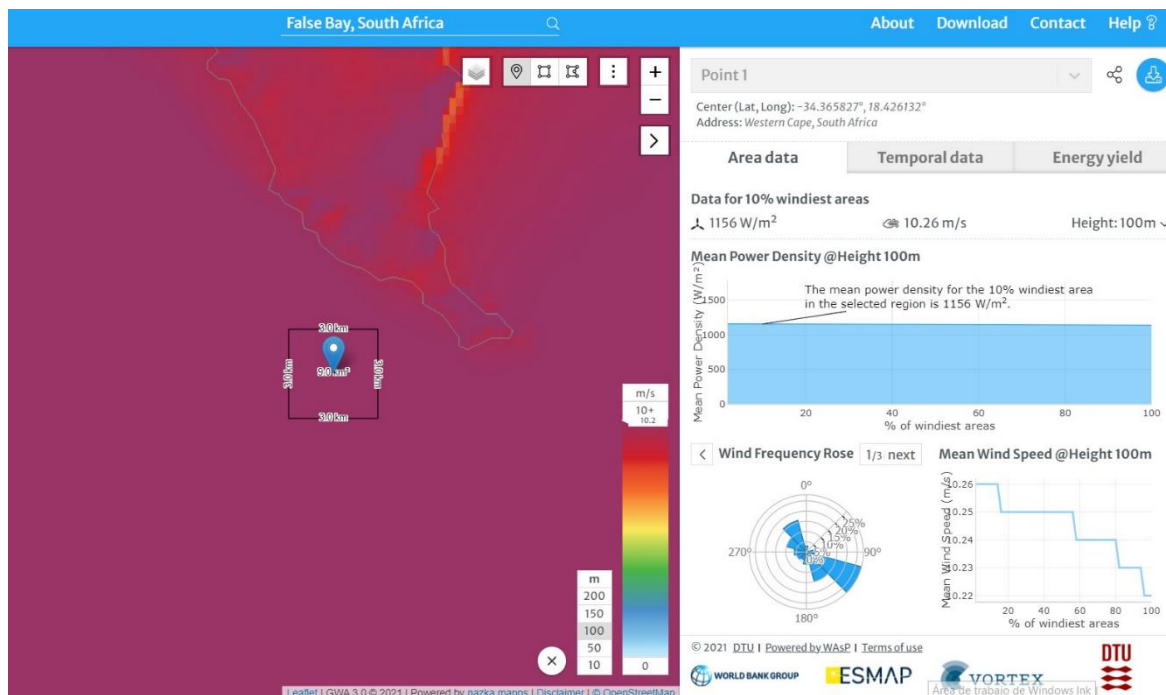 False Bay, South Africa
About Download Contact Help
Point 1
Center (Lat, Long): -34.365827°, 18.426132°
Address: Western Cape, South Africa
Area data Temporal data Energy yield
Data for 10% windiest areas
1156 W/m² 10.26 m/s Height: 100m
Mean Power Density @Height 100m
Mean Power Density (W/m²)
The mean power density for the 10% windiest area
in the selected region is 1156 W/m².
1500
1000
500
0
20 40 60 80 100
% of windiest areas
Wind Frequency Rose 1/3 next
0°
25%
20%
15%
10%
5%
0%
90°
180°
270°
Mean Wind Speed @Height 100m
Mean Wind Speed (m/s)
10.26
10.25
10.24
10.23
10.22
20 40 60 80 100
% of windiest areas
3.0 km
3.0 km
9.0 km²
3.0 km
3.0 km
m/s
10+
10.2
0
m
200
150
100
50
10
Leaflet | GWA 3.0 © 2021 | Powered by nazka mapps | Disclaimer | © OpenStreetMap
© 2021 DTU | Powered by WAsP | Terms of use
WORLD BANK GROUP
ESMAP
VORTEX
DTU
Área de trabajo de Windows Ink